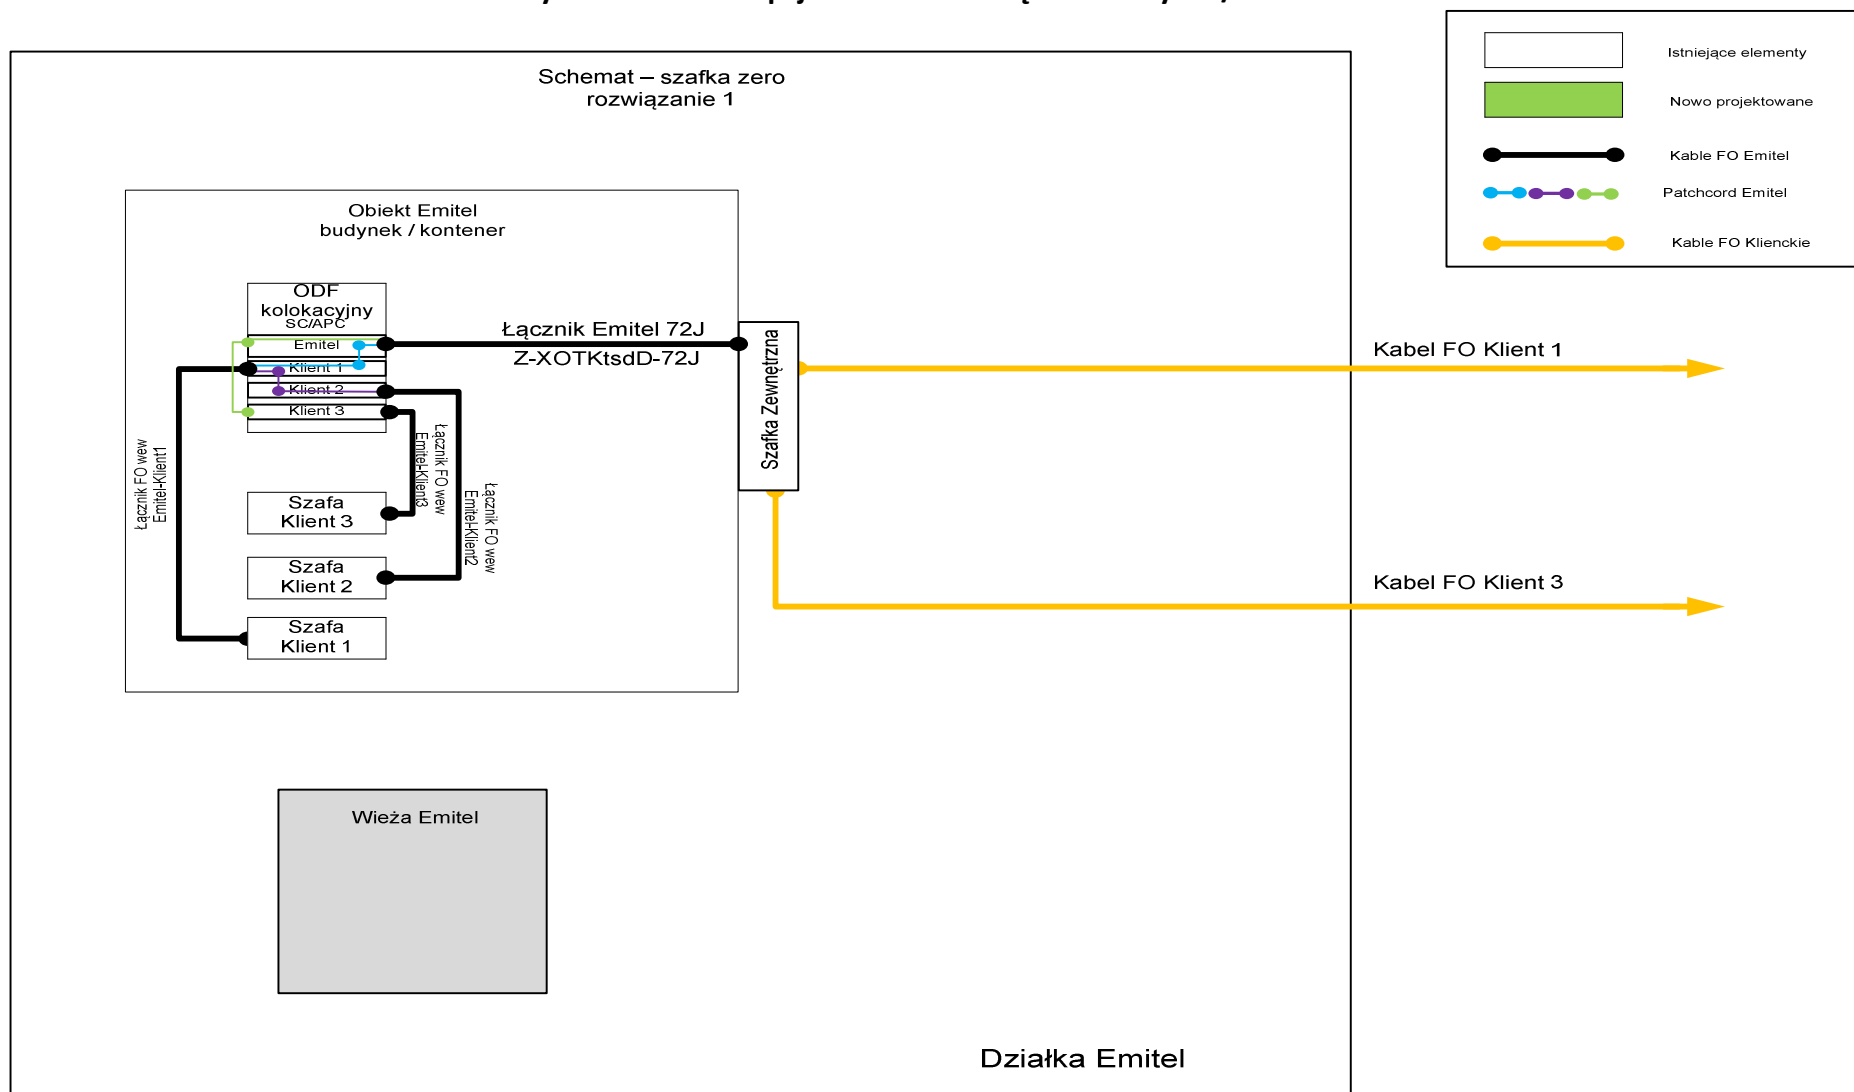 Schemat – szafka zero
rozwiązanie 1
Istniejące elementy
Nowo projektowane
Kable FO Emitel
Patchcord Emitel
Kable FO Klienckie
Obiekt Emitel
budynek / kontener
ODF
kolokacyjny
SC/APC
Emitel
Klient 1
Klient 2
Klient 3
Łącznik Emitel 72J
Z-XOTKtsdD-72J
Szafka Zewnętrzna
Kabel FO Klient 1
Kabel FO Klient 3
Łącznik FO wew
Emitel-Klient1
Łącznik FO wew
Emitel-Klient3
Łącznik FO wew
Emitel-Klient2
Szafa
Klient 3
Szafa
Klient 2
Szafa
Klient 1
Wieża Emitel
Działka Emitel